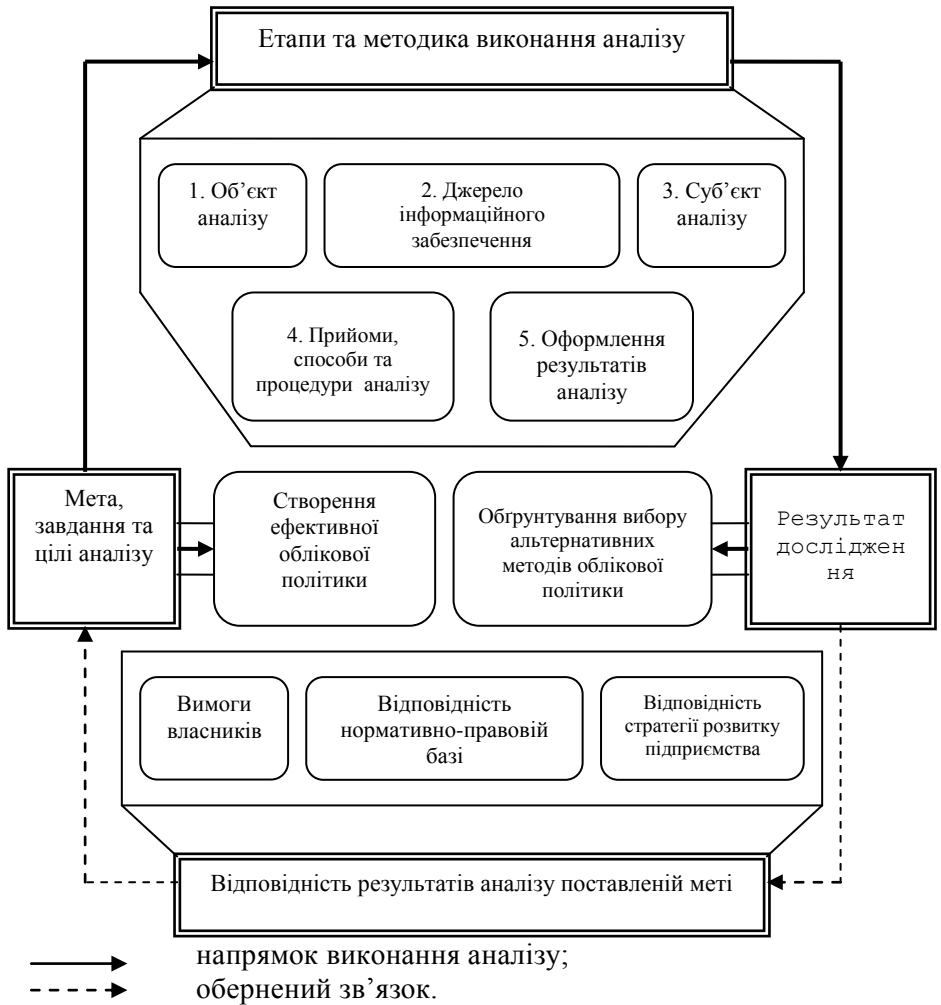 Етапи та методика виконання аналізу
1. Об’єкт
аналізу
2. Джерело
інформаційного
забезпечення
3. Суб’єкт
аналізу
4. Прийоми,
способи та
процедури аналізу
5. Оформлення
результатів
аналізу
Мета,
завдання та
цілі аналізу
Створення
ефективної
облікової
політики
Обґрунтування вибору
альтернативних
методів облікової
політики
Результат
досліджен
ня
Вимоги
власників
Відповідність
нормативно-правовій
базі
Відповідність
стратегії розвитку
підприємства
Відповідність результатів аналізу поставленій меті
напрямок виконання аналізу;
обернений зв’язок.